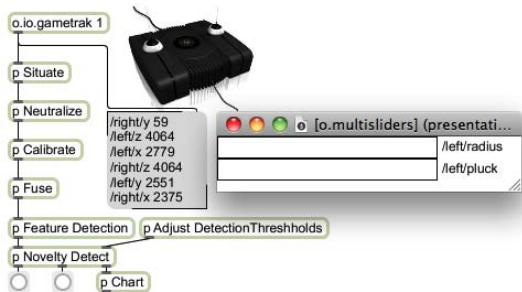 o.io.gametrak 1
p Situate
p Neutralize
p Calibrate
p Fuse
p Feature Detection
p Adjust DetectionThreshholds
p Novelty Detect
p Chart
/right/y 59
/left/z 4064
/left/x 2779
/right/z 4064
/left/y 2551
/right/x 2375
[o.multisliders] (presentati...
/left/radius
/left/pluck